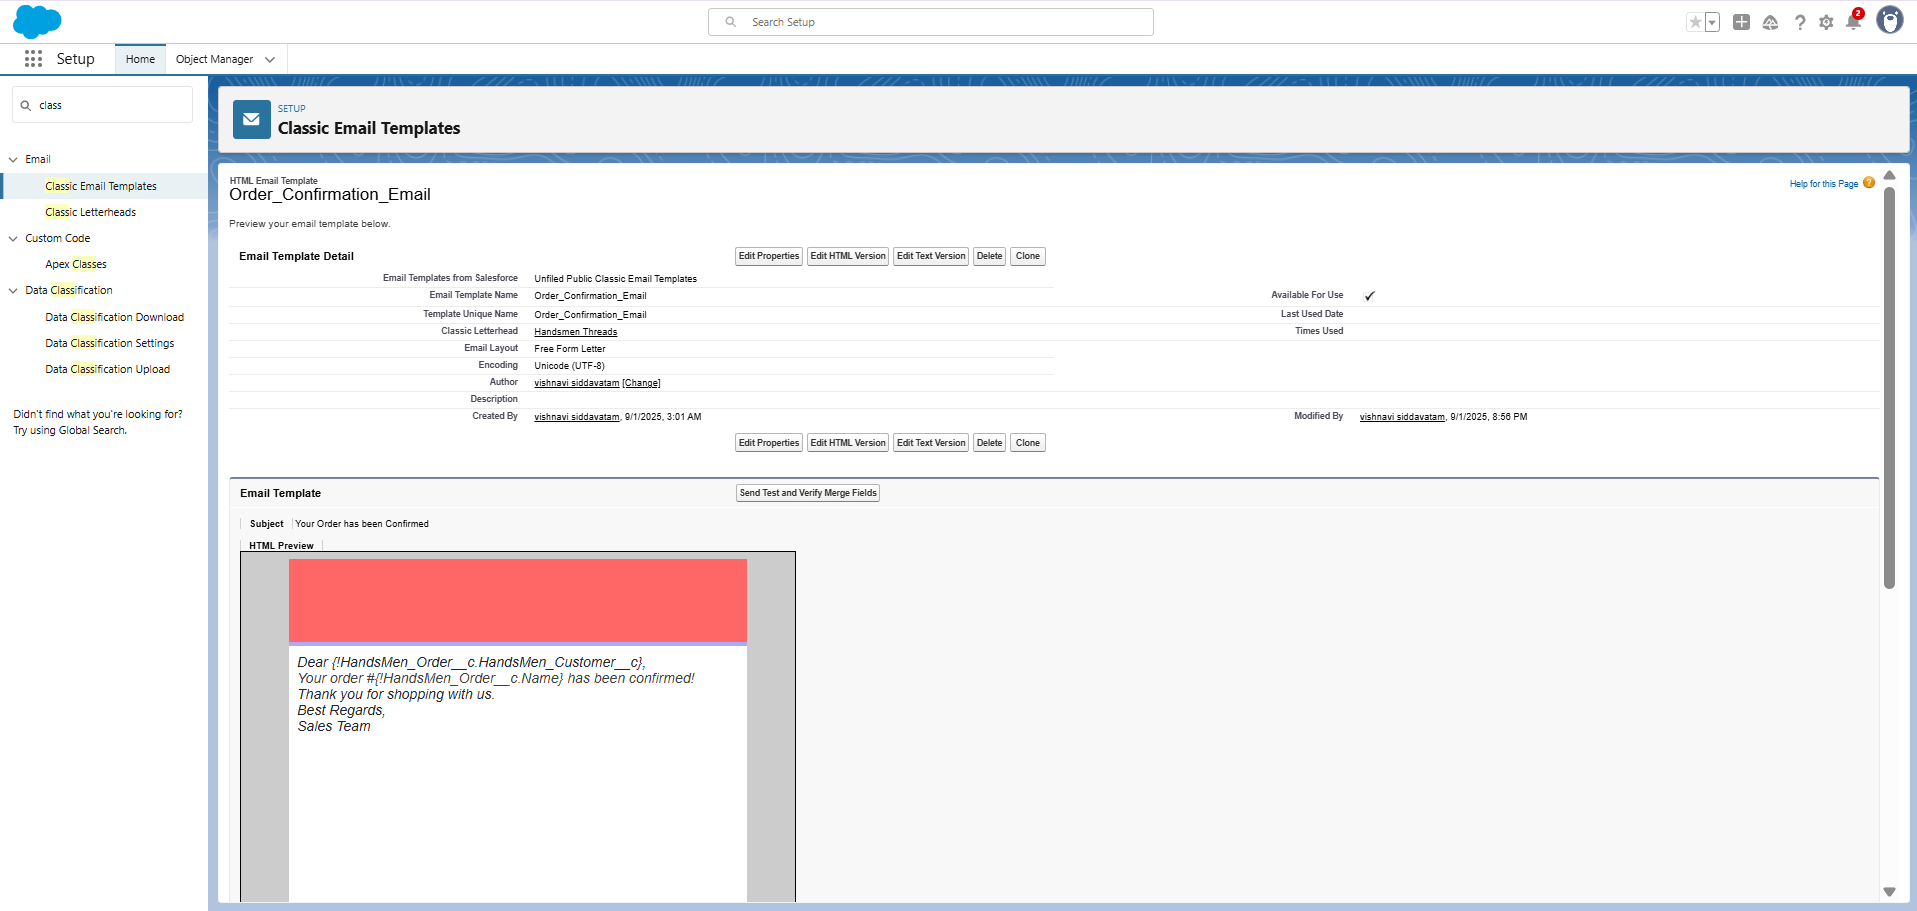 Search Setup
2
Setup
Home
Object Manager
class
Email
Classic Email Templates
Classic Letterheads
Custom Code
Apex Classes
Data Classification
Data Classification Download
Data Classification Settings
Data Classification Upload
Didn't find what you're looking for?
Try using Global Search.
SETUP
Classic Email Templates
HTML Email Template
Order_Confirmation_Email
Help for this Page
Preview your email template below.
Email Template Detail
Edit Properties Edit HTML Version Edit Text Version Delete Clone
Email Templates from Salesforce Unfiled Public Classic Email Templates
Email Template Name Order_Confirmation_Email Available For Use
Template Unique Name Order_Confirmation_Email Last Used Date
Classic Letterhead Handsmen Threads Times Used
Email Layout Free Form Letter
Encoding Unicode (UTF-8)
Author vishnavi siddavatam [Change]
Description
Created By vishnavi siddavatam, 9/1/2025, 3:01 AM Modified By vishnavi siddavatam, 9/1/2025, 8:56 PM
Edit Properties Edit HTML Version Edit Text Version Delete Clone
Email Template Send Test and Verify Merge Fields
Subject Your Order has been Confirmed
HTML Preview
Dear {!HandsMen_Order__c.HandsMen_Customer__c},
Your order #{!HandsMen_Order__c.Name} has been confirmed!
Thank you for shopping with us.
Best Regards,
Sales Team